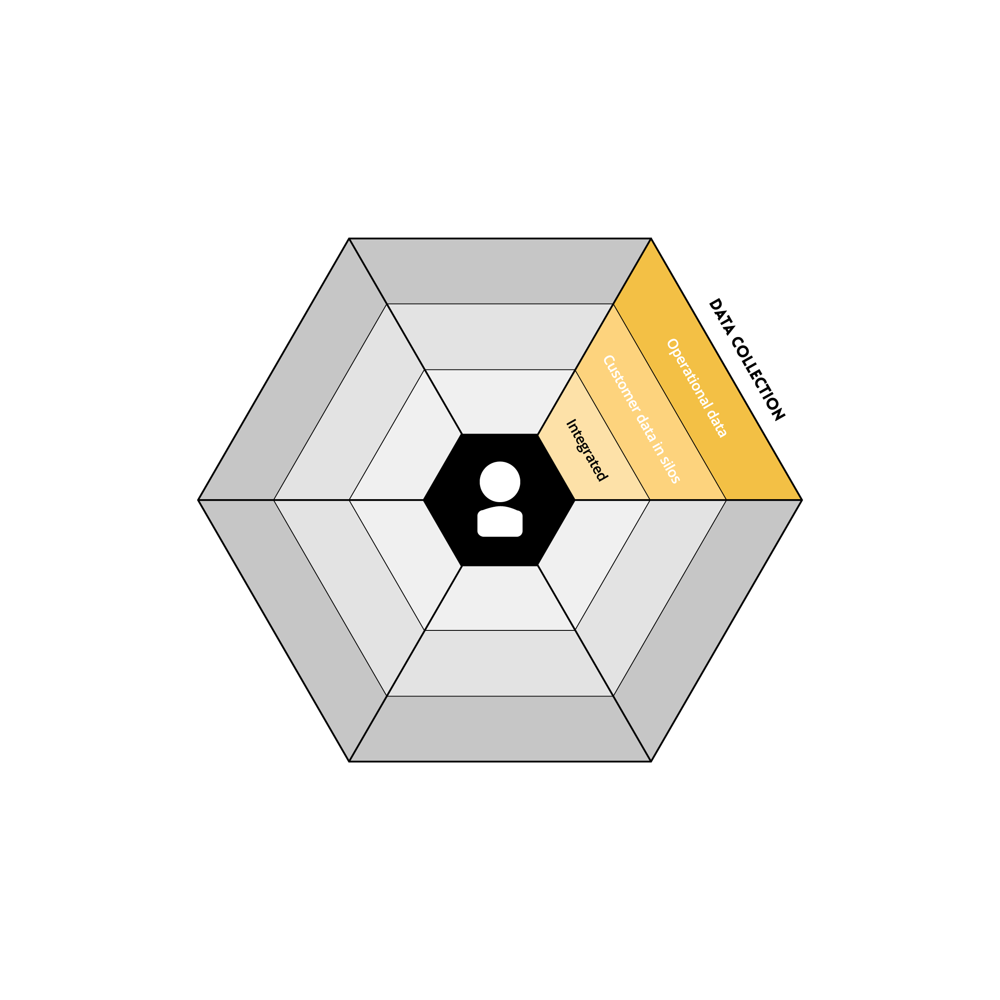 DATA COLLECTION
Operational data
Customer data in silos
Integrated